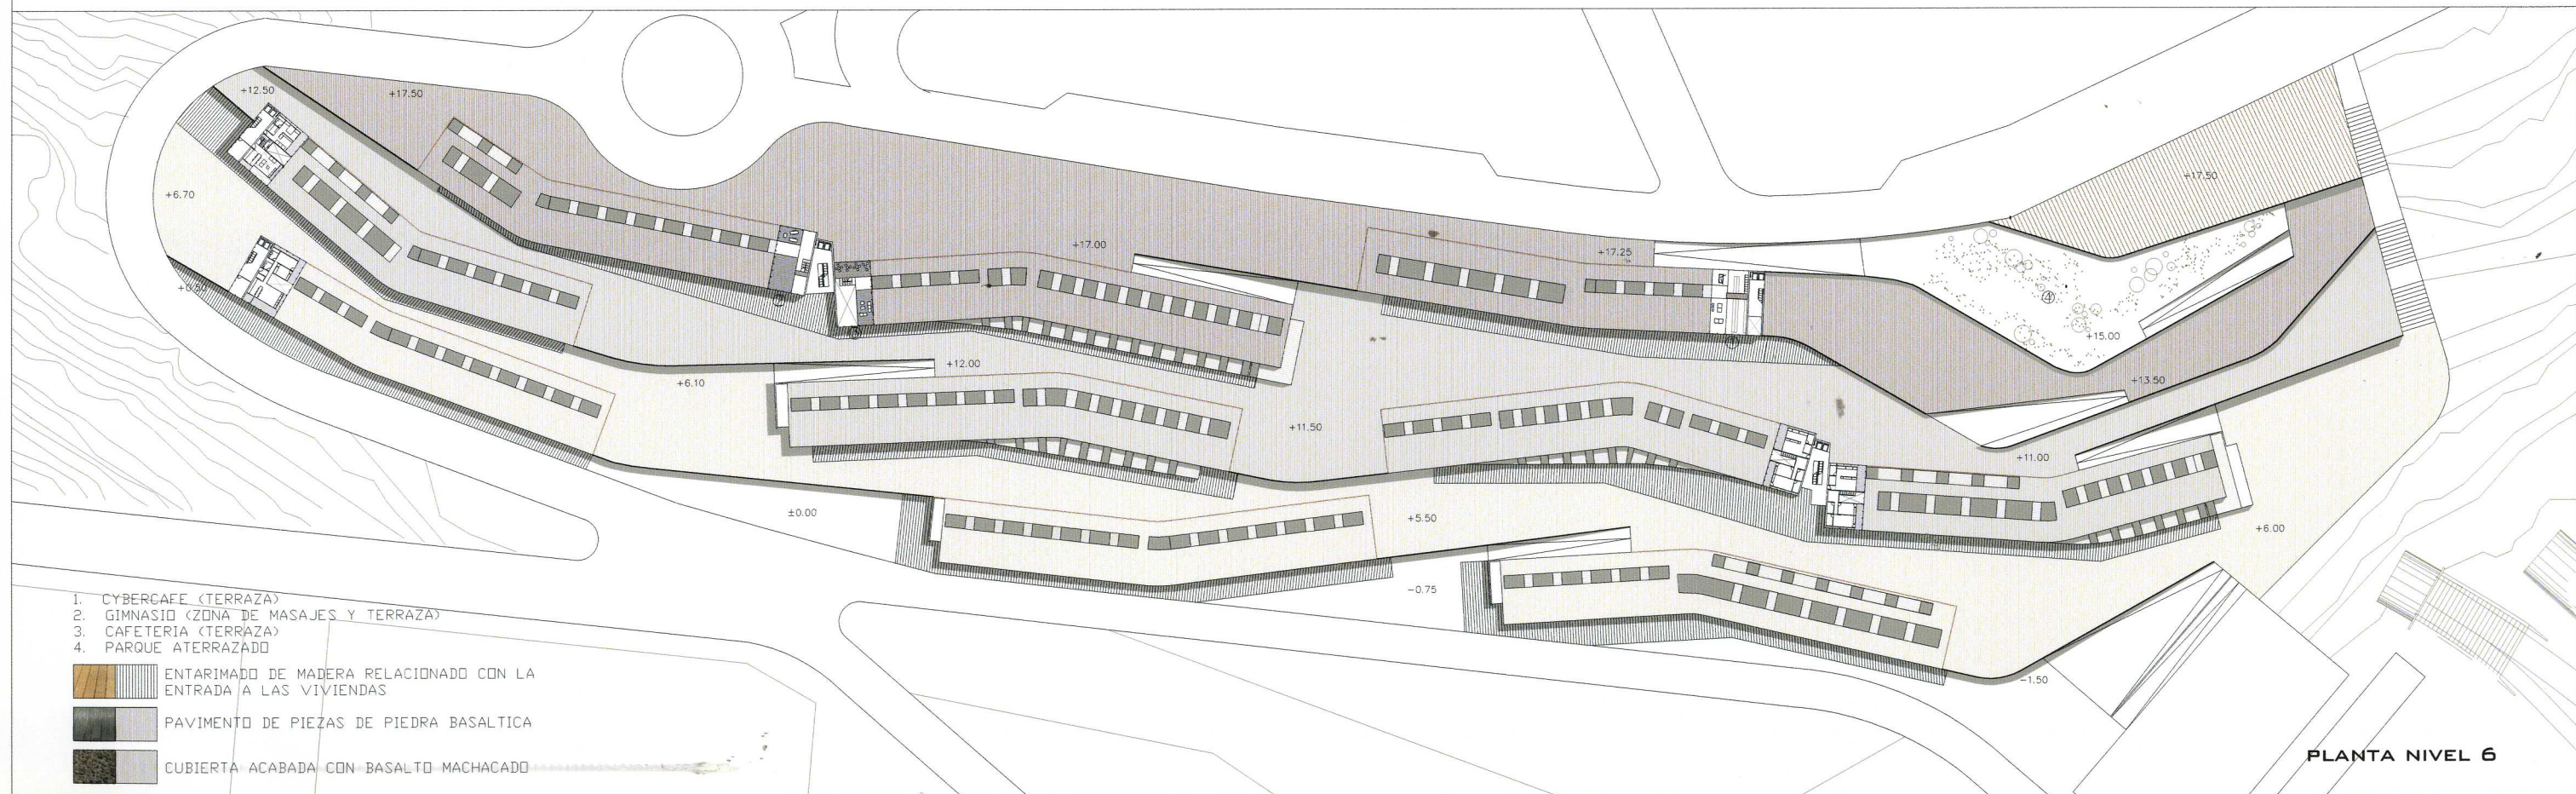 +12.50
+17.50
+6.70
+0.50
+17.00
+17.25
+17.50
+15.00
+13.50
+12.00
+6.10
+11.50
+11.00
±0.00
+5.50
+6.00
-0.75
-1.50
4
1. CYBERCAFE (TERRAZA)
2. GIMNASIO (ZONA DE MASAJES Y TERRAZA)
3. CAFETERIA (TERRAZA)
4. PARQUE ATERRAZADO
ENTARIMADO DE MADERA RELACIONADO CON LA
ENTRADA A LAS VIVIENDAS
PAVIMENTO DE PIEZAS DE PIEDRA BASALTICA
CUBIERTA ACABADA CON BASALTO MACHACADO
PLANTA NIVEL 6